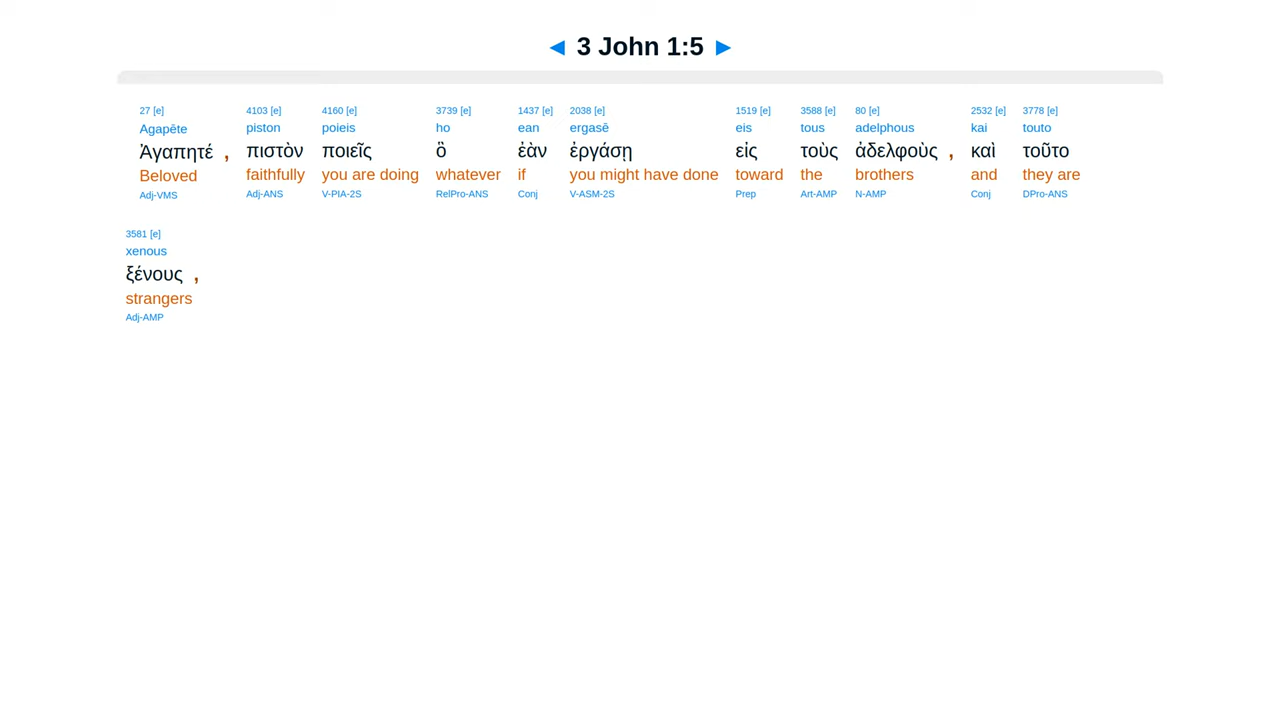 ◄ 3 John 1:5 ►
27 [e] 4103 [e] 4160 [e] 3739 [e] 1437 [e] 2038 [e] 1519 [e] 3588 [e] 80 [e] 2532 [e] 3778 [e]
Agapēte piston poieis ho ean ergasē eis tous adelphous kai touto
Ἀγαπητέ , πιστὸν ποιεῖς ὃ ἐὰν ἐργάσῃ εἰς τοὺς ἀδελφοὺς , καὶ τοῦτο
Beloved faithfully you are doing whatever if you might have done toward the brothers and they are
Adj-VMS Adj-ANS V-PIA-2S RelPro-ANS Conj V-ASM-2S Prep Art-AMP N-AMP Conj DPro-ANS
3581 [e]
xenous
ξένους ,
strangers
Adj-AMP